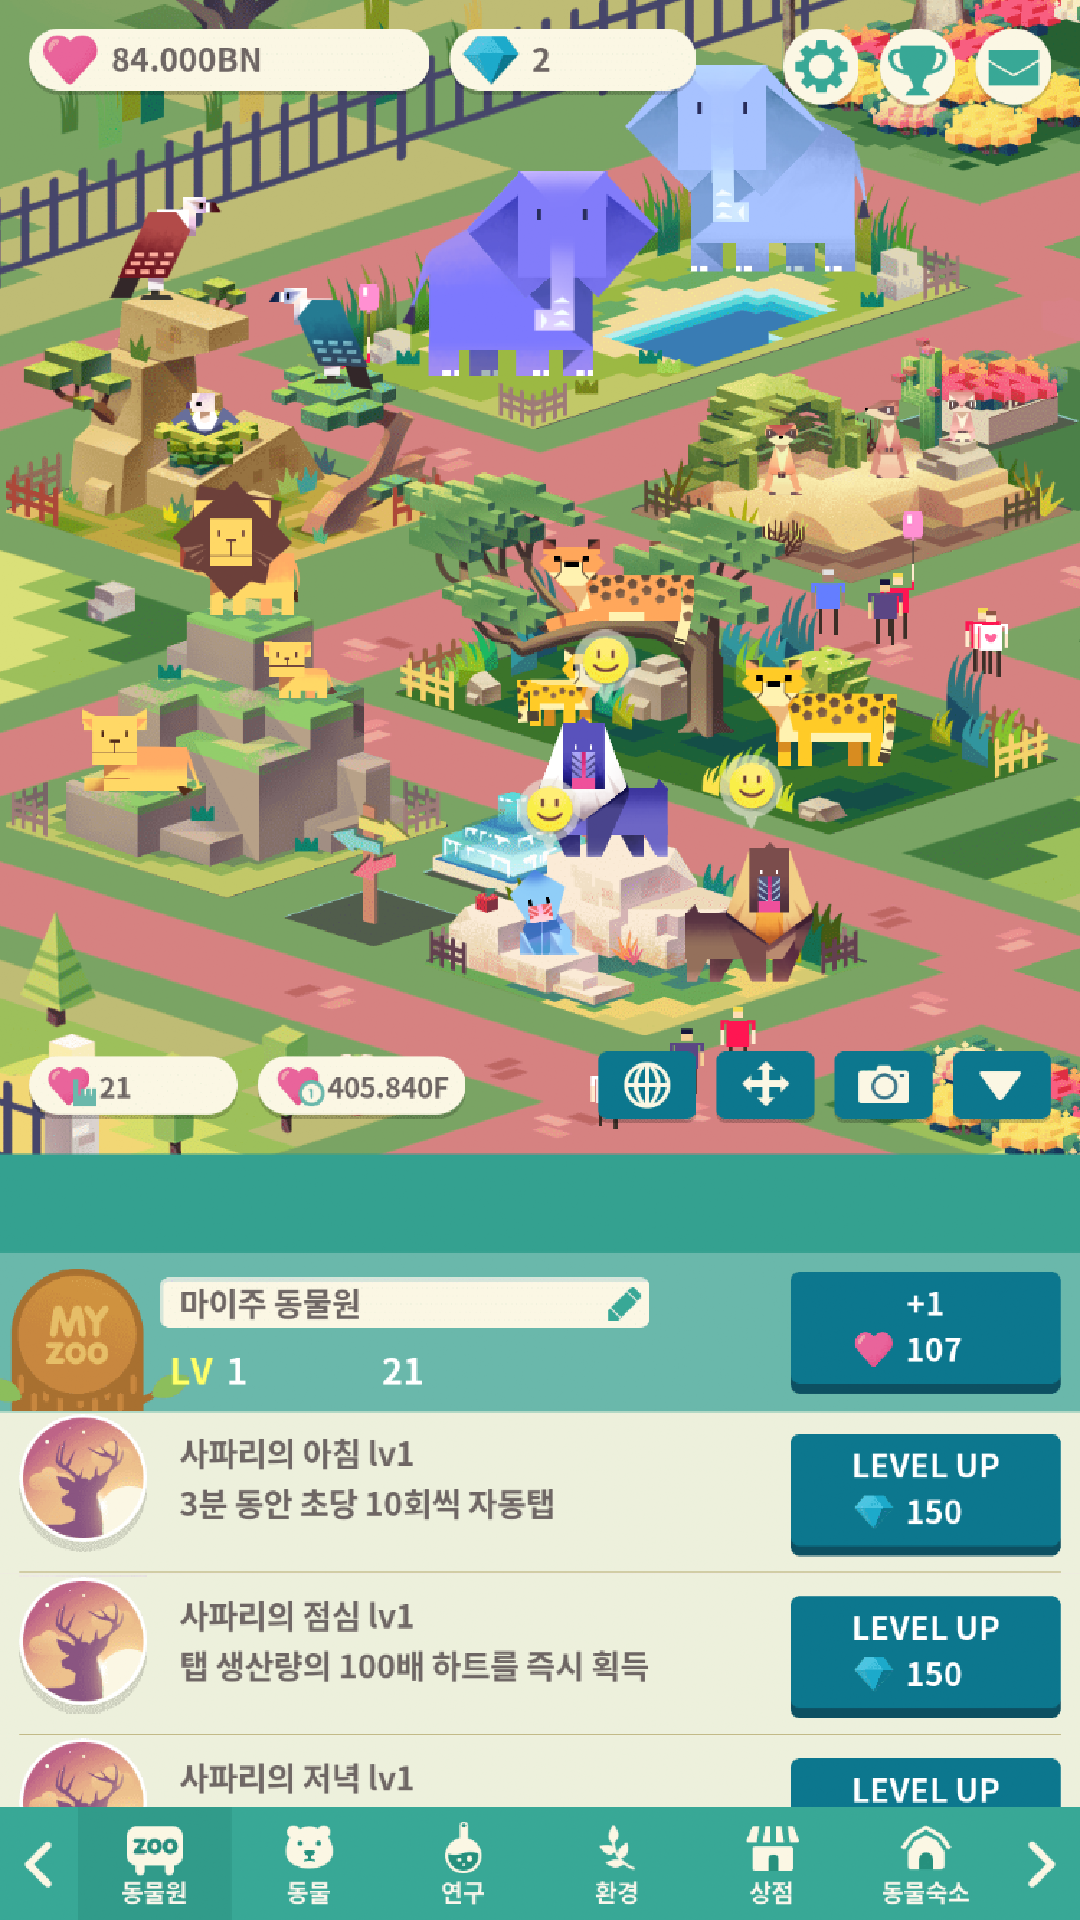 84.000BN
2
21
405.840F
MY
ZOO
마이주 동물원
LV 1
21
+1
107
사파리의 아침 lv1
3분 동안 초당 10회씩 자동탭
LEVEL UP
150
사파리의 점심 lv1
탭 생산량의 100배 하트를 즉시 획득
LEVEL UP
150
사파리의 저녁 lv1
LEVEL UP
ZOO
동물원
동물
연구
환경
상점
동물숙소